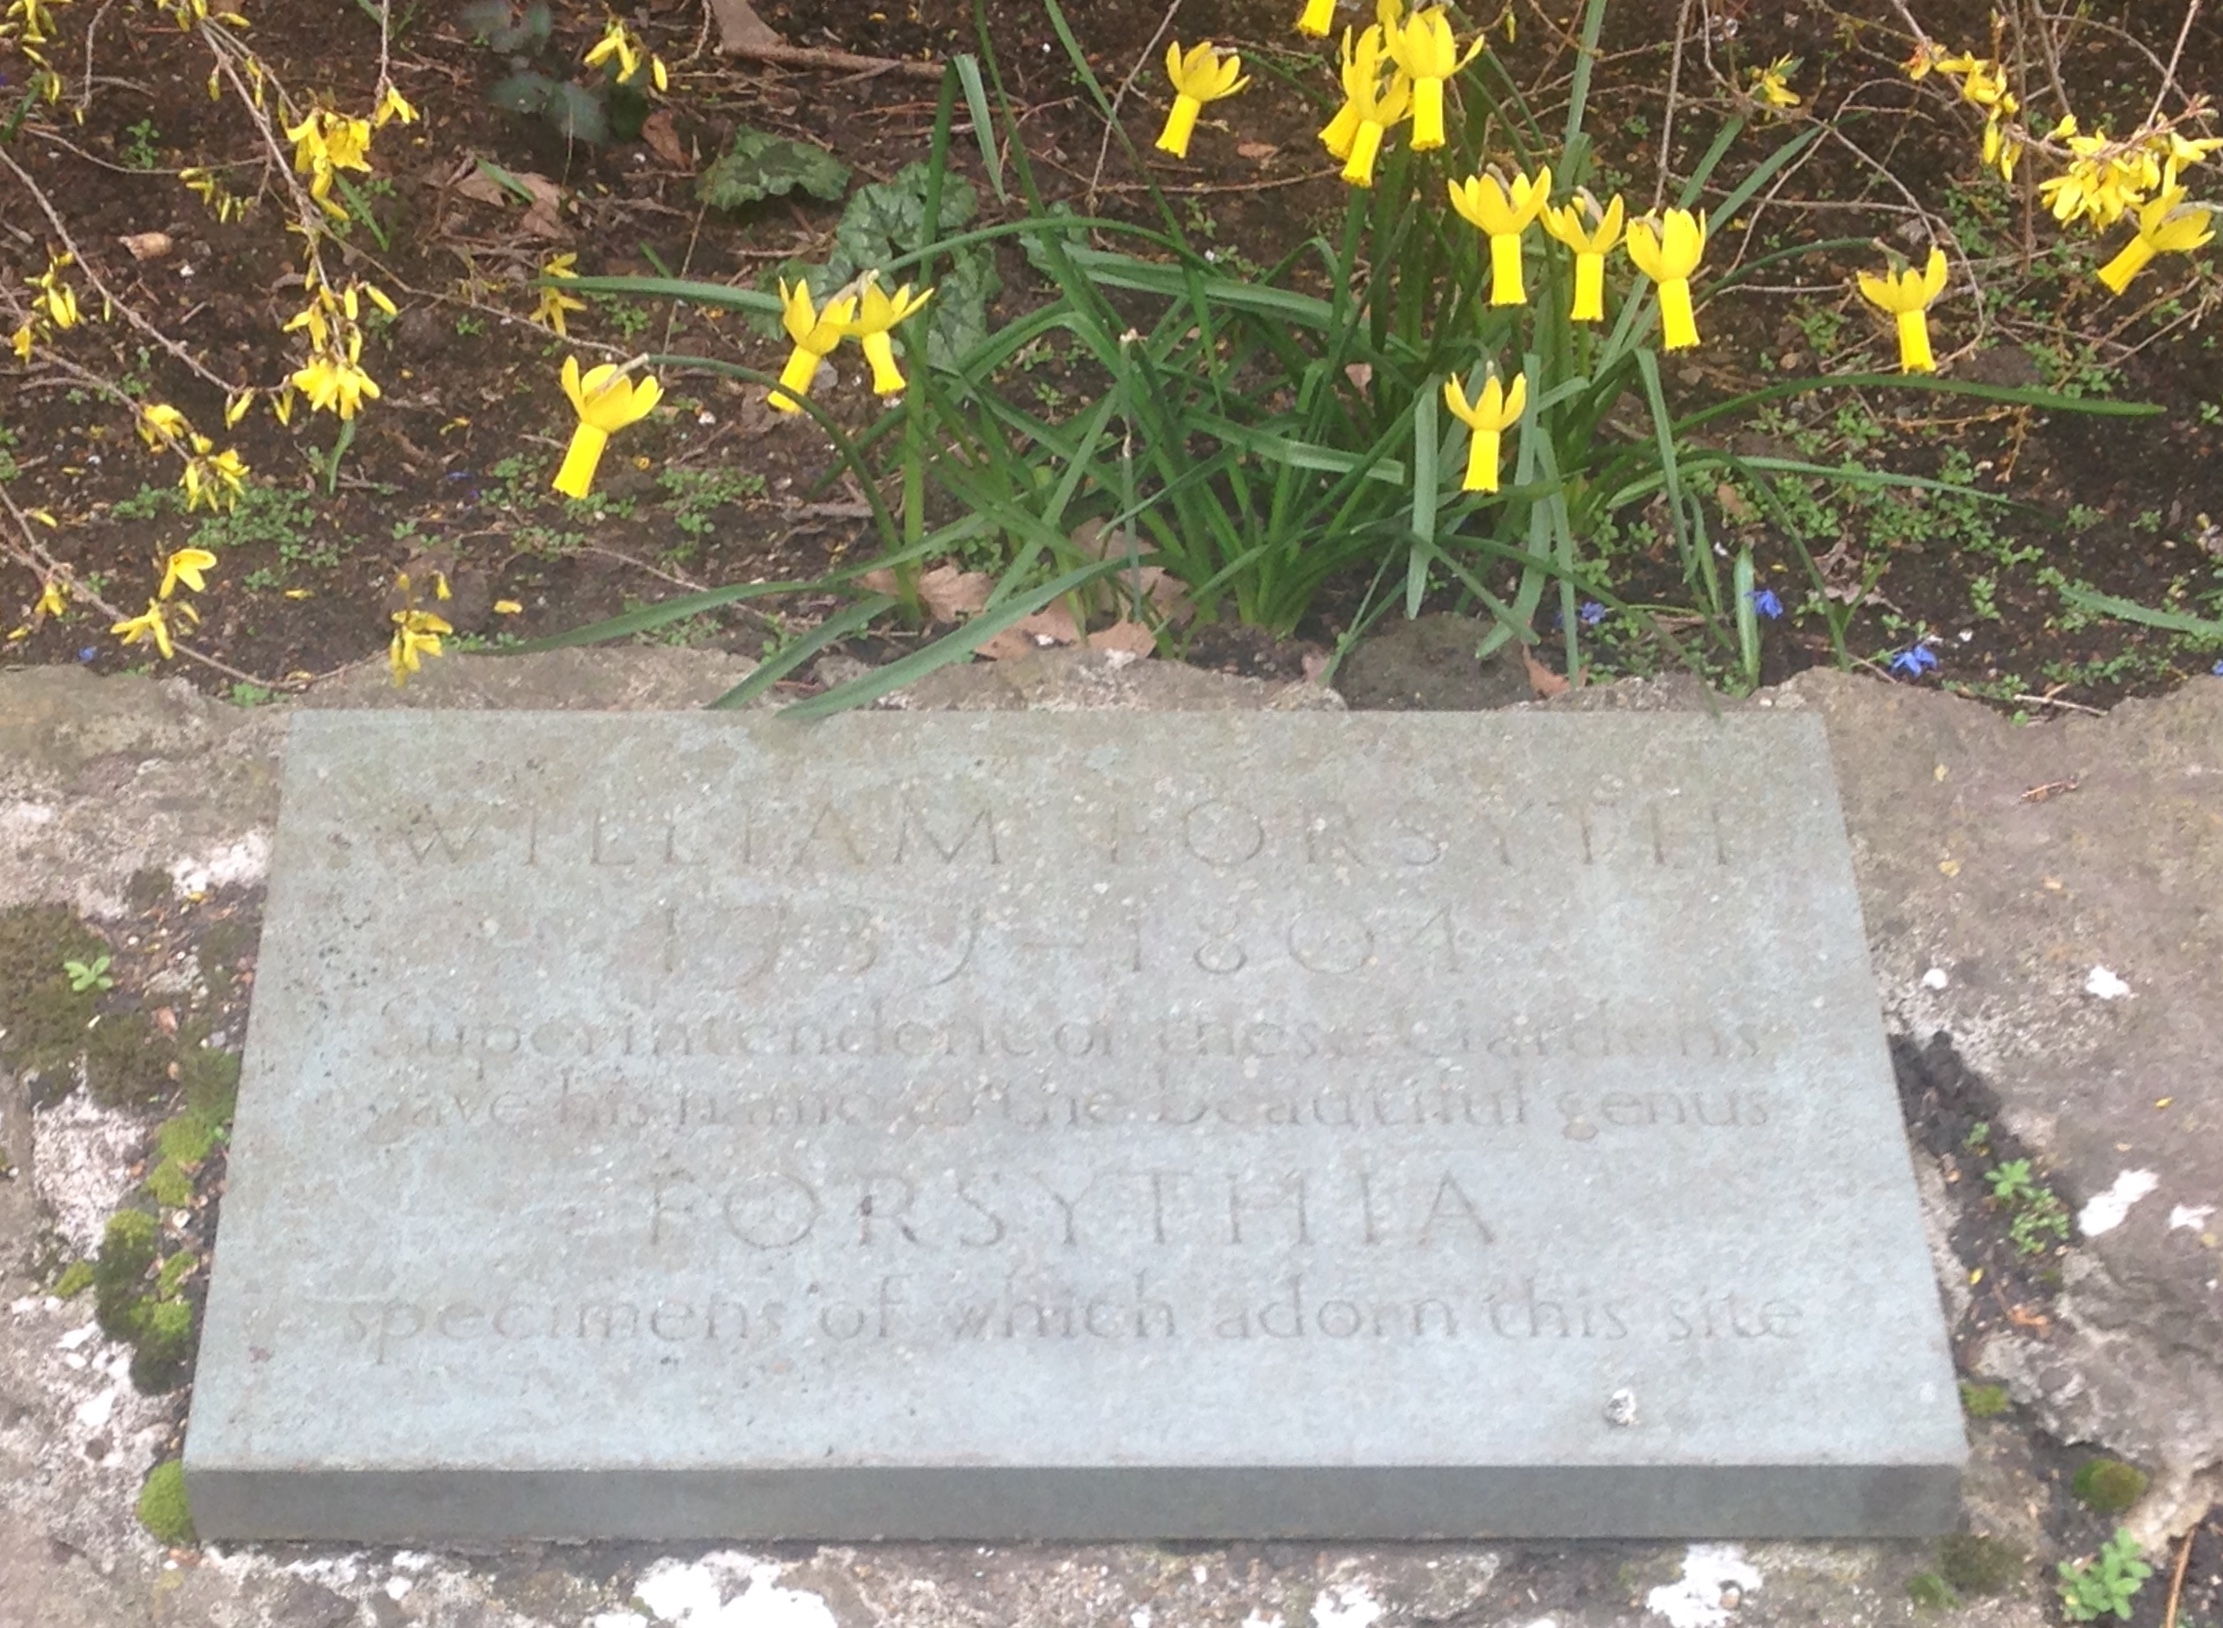 WILLIAM FORSYTH
1737-1804
Superintendent of these Gardens
gave his name to the beautiful genus
FORSYTHIA
specimens of which adorn this site